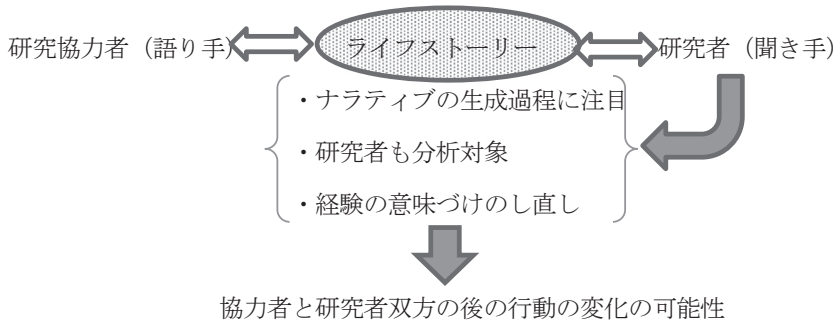 研究協力者（語り手） ライフストーリー 研究者（聞き手）
・ナラティブの生成過程に注目
・研究者も分析対象
・経験の意味づけのし直し
協力者と研究者双方の後の行動の変化の可能性